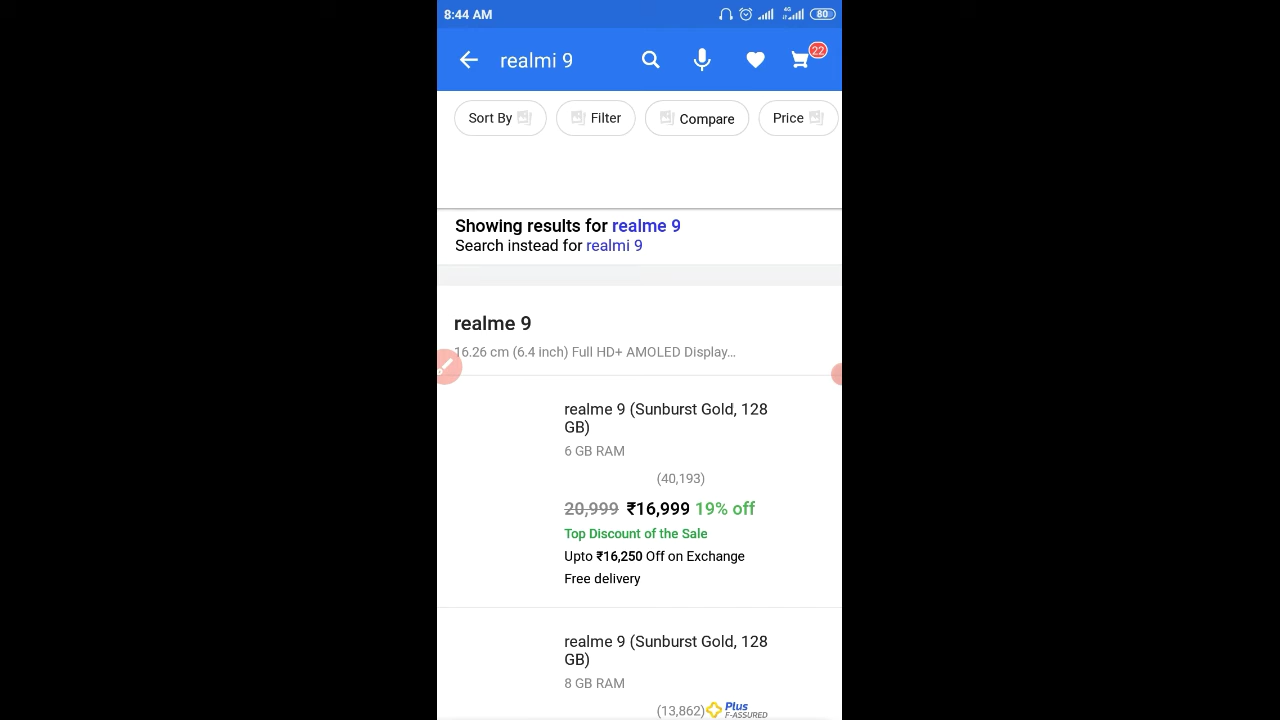 8:44 AM 4G 80
realmi 9 22
Sort By Filter Compare Price
Showing results for realme 9
Search instead for realmi 9
realme 9
16.26 cm (6.4 inch) Full HD+ AMOLED Display...
realme 9 (Sunburst Gold, 128
GB)
6 GB RAM
(40,193)
20,999 ₹16,999 19% off
Top Discount of the Sale
Upto ₹16,250 Off on Exchange
Free delivery
realme 9 (Sunburst Gold, 128
GB)
8 GB RAM
(13,862) Plus
F-ASSURED